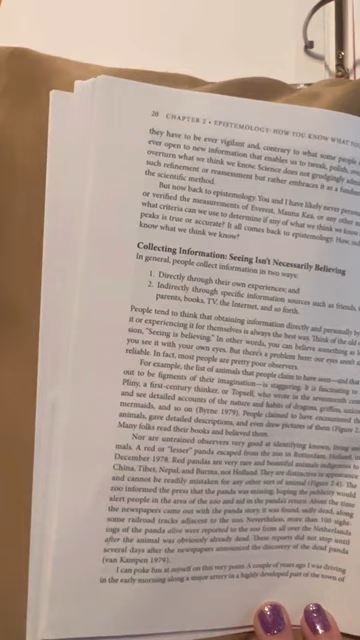 20 CHAPTER 2 • EPISTEMOLOGY: HOW YOU KNOW WHAT YOU
they have to be ever vigilant and, contrary to what some people
ever open to new information that enables us to tweak, polish,
overturn what we think we know. Science does not grudgingly
such refinement or reassessment but rather embraces it as a
the scientific method.
But now back to epistemology. You and I have likely never
or verified the measurements of Everest, Mauna Kea, or any other
what criteria can we use to determine if any of what we think we know
peaks is true or accurate? It all comes back to epistemology. How
know what we think we know?
Collecting Information: Seeing Isn't Necessarily Believing
In general, people collect information in two ways:
1. Directly through their own experiences; and
2. Indirectly through specific information sources such as friends,
parents, books, TV, the Internet, and so forth.
People tend to think that obtaining information directly and personally
it or experiencing it for themselves is always the best way. Think of the old
sion, "Seeing is believing." In other words, you can believe something
you see it with your own eyes. But there's a problem here: our eyes aren't
reliable. In fact, most people are pretty poor observers.
For example, the list of animals that people claim to have seen—and that
out to be figments of their imagination—is staggering. It is fascinating to
Pliny, a first-century thinker, or Topsell, who wrote in the seventeenth
and see detailed accounts of the nature and habits of dragons, griffins,
mermaids, and so on (Byrne 1979). People claimed to have encountered
animals, gave detailed descriptions, and even drew pictures of them (Figure 2.
Many folks read their books and believed them.
Nor are untrained observers very good at identifying known, living
mals. A red or "lesser" panda escaped from the zoo in Rotterdam, Holland, in
December 1978. Red pandas are very rare and beautiful animals indigenous to
China, Tibet, Nepal, and Burma, not Holland. They are distinctive in appearance
and cannot be readily mistaken for any other sort of animal (Figure 2.4). The
zoo informed the press that the panda was missing, hoping the publicity would
alert people in the area of the zoo and aid in the panda's return. About the time
the newspapers came out with the panda story, it was found, sadly dead, along
some railroad tracks adjacent to the zoo. Nevertheless, more than 100 sight-
ings of the panda alive were reported to the zoo from all over the Netherlands
after the animal was obviously already dead. These reports did not stop until
several days after the newspapers announced the discovery of the dead panda
(van Kampen 1979).
I can poke fun at myself on this very point. A couple of years ago I was driving
in the early morning along a major artery in a highly developed part of the town of